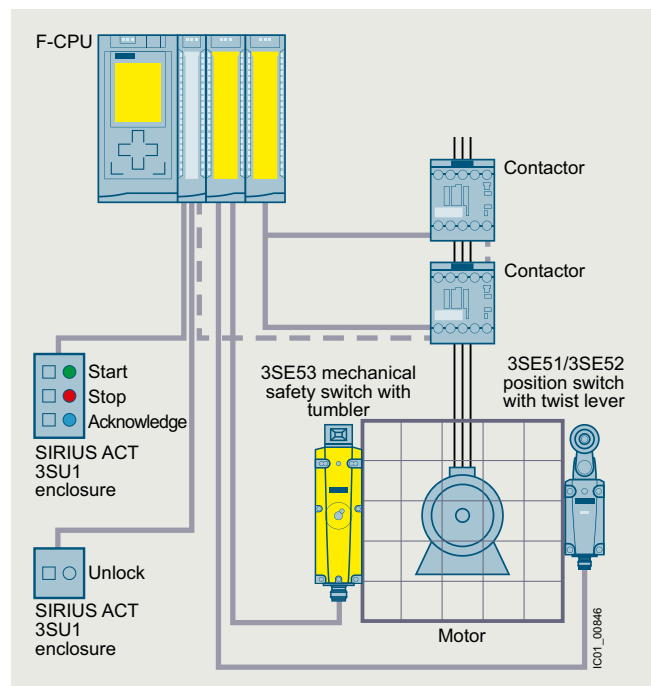 F-CPU
Contactor
Contactor
Start
Stop
Acknowledge
SIRIUS ACT
3SU1
enclosure
3SE53 mechanical
safety switch with
tumbler
3SE51/3SE52
position switch
with twist lever
Unlock
SIRIUS ACT
3SU1
enclosure
Motor
IC01_00846